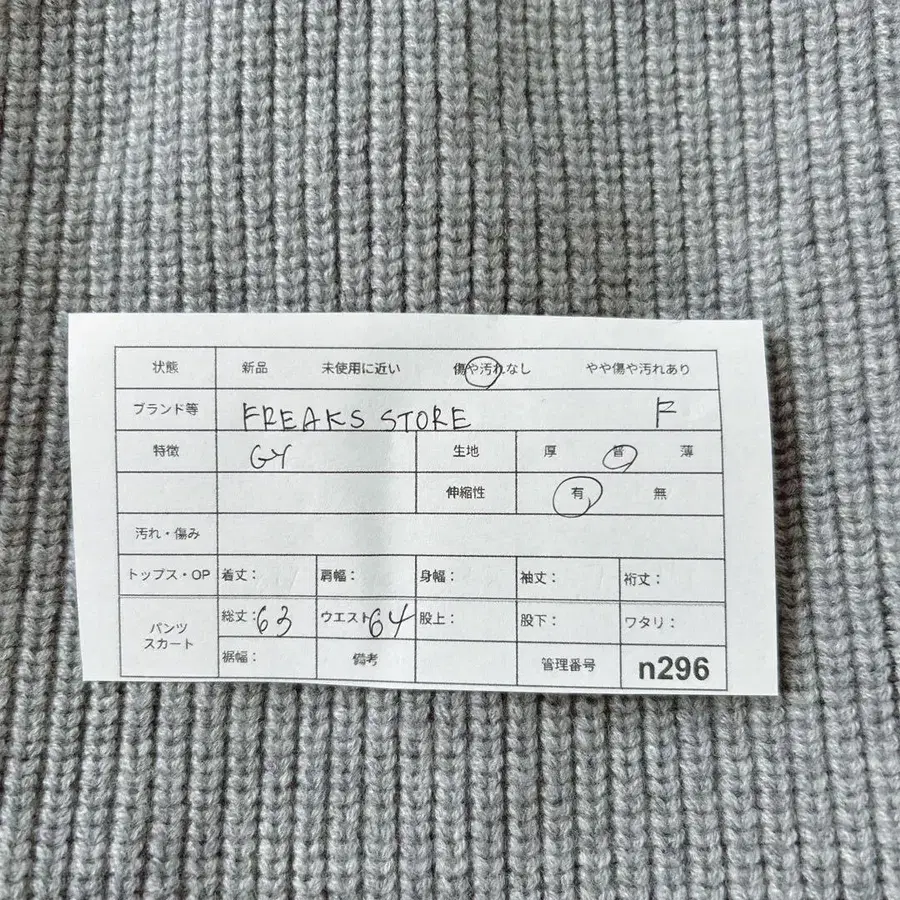 状態 新品 未使用に近い 傷や汚れなし やや傷や汚れあり
ブランド等 FREAKS STORE F
特徴 GY 生地 厚 普 薄
伸縮性 有 無
汚れ・傷み
トップス・OP 着丈： 肩幅： 身幅： 袖丈： 裄丈：
パンツ スカート 総丈：63 ウエスト64 股上： 股下： ワタリ：
裾幅： 備考 管理番号 n296